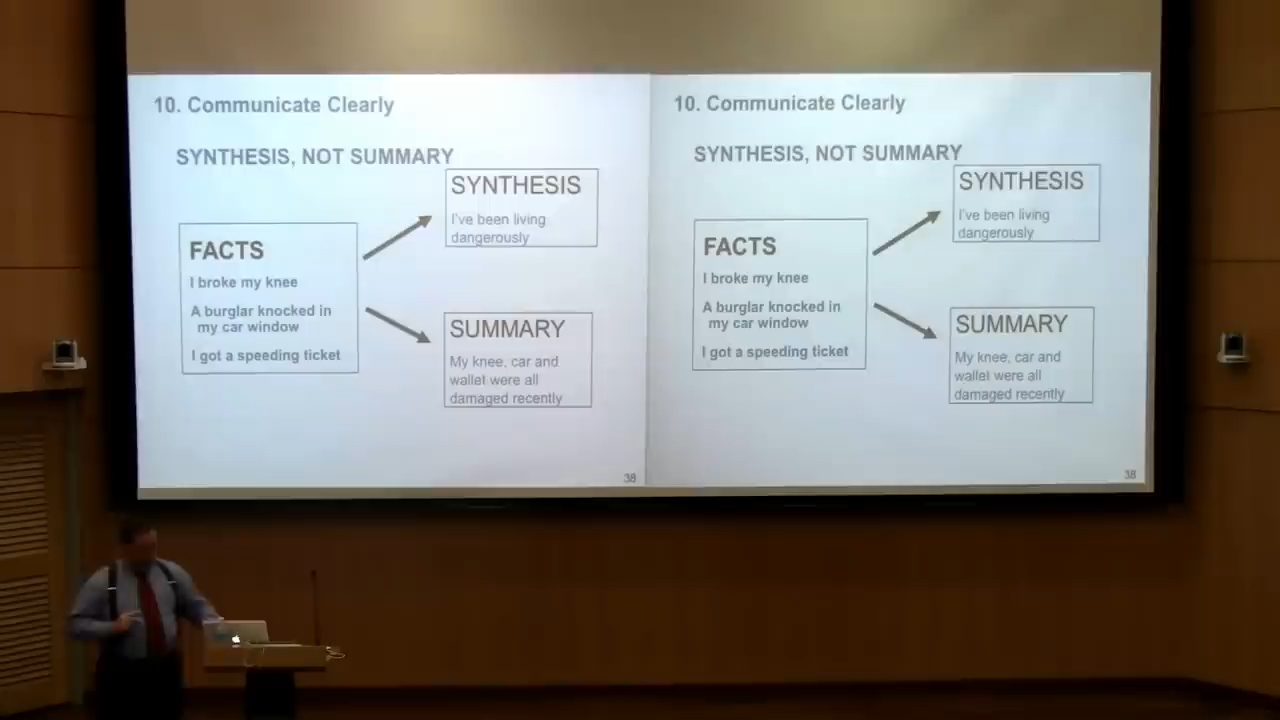 10. Communicate Clearly
SYNTHESIS, NOT SUMMARY
SYNTHESIS
I've been living
dangerously
FACTS
I broke my knee
A burglar knocked in
my car window
I got a speeding ticket
SUMMARY
My knee, car and
wallet were all
damaged recently
38
10. Communicate Clearly
SYNTHESIS, NOT SUMMARY
SYNTHESIS
I've been living
dangerously
FACTS
I broke my knee
A burglar knocked in
my car window
I got a speeding ticket
SUMMARY
My knee, car and
wallet were all
damaged recently
38